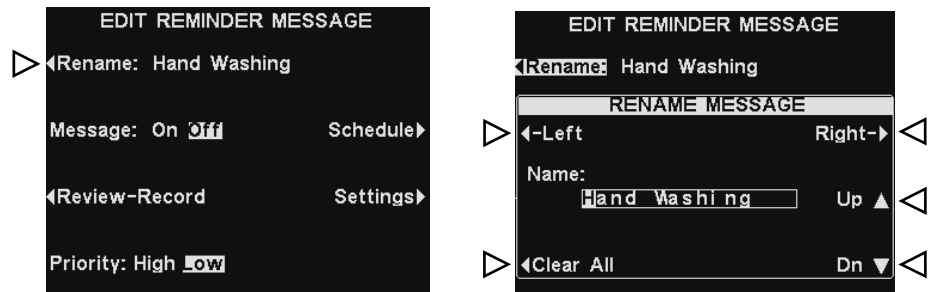 EDIT REMINDER MESSAGE
◀Rename: Hand Washing
Message: On Off Schedule▶
◀Review-Record Settings▶
Priority: High Low
EDIT REMINDER MESSAGE
◀Rename: Hand Washing
RENAME MESSAGE
◀-Left Right-▶
Name:
Hand Washing Up ▲
◀Clear All Dn ▼